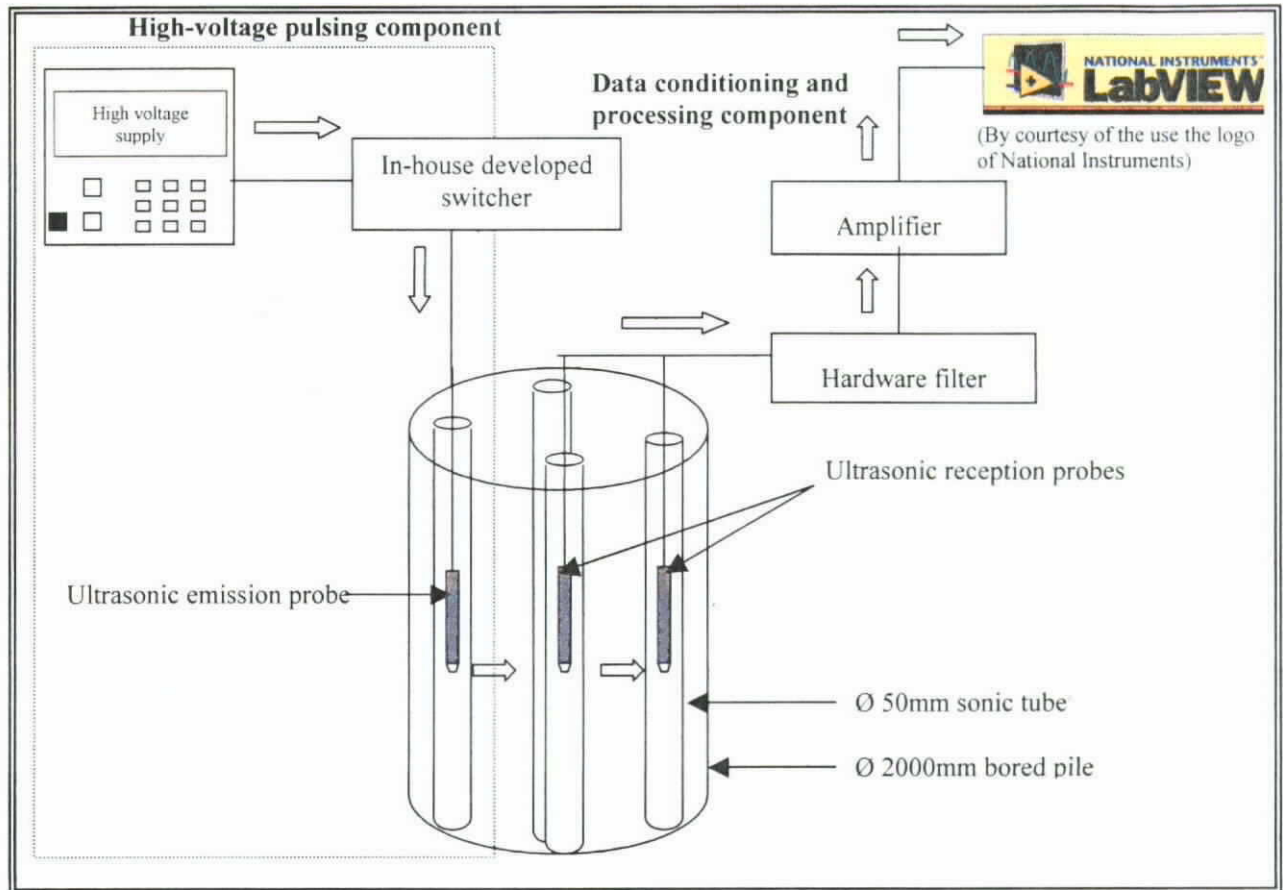 High-voltage pulsing component
High voltage
supply
In-house developed
switcher
Data conditioning and
processing component
NATIONAL INSTRUMENTS™
LabVIEW
(By courtesy of the use the logo
of National Instruments)
Amplifier
Hardware filter
Ultrasonic reception probes
Ultrasonic emission probe
Ø 50mm sonic tube
Ø 2000mm bored pile